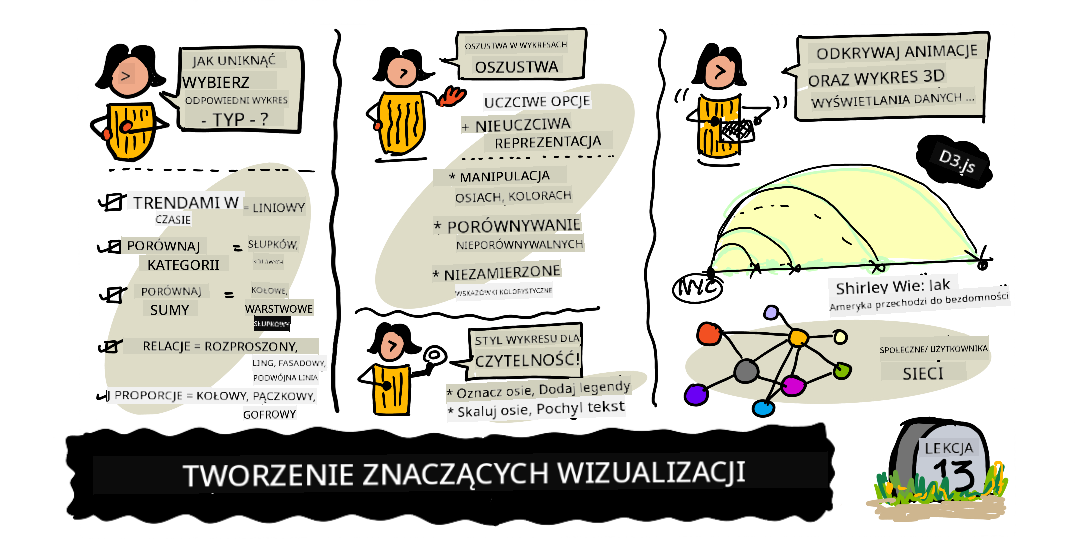 JAK UNIKNĄĆ
WYBIERZ
ODPOWIEDNI WYKRES
- TYP - ?
TRENDAMI W = LINIOWY
CZASIE
PORÓWNAJ = SŁUPKÓW,
KATEGORII
PORÓWNAJ = KOŁOWE,
SUMY WARSTWOWE
SŁUPKOWY
RELACJE = ROZPROSZONY,
LING, FASADOWY,
PODWÓJNA LINIA
PROPORCJE = KOŁOWY, PĄCZKOWY,
GOFROWY
OSZUSTWA W WYKRESACH
OSZUSTWA
UCZCIWE OPCJE
+ NIEUCZCIWA
REPREZENTACJA
* MANIPULACJA
OSIACH, KOLORACH
* PORÓWNYWANIE
NIEPORÓWNYWALNYCH
* NIEZAMIERZONE
WSKAZÓWKI KOLORYSTYCZNE
STYL WYKRESU DLA
CZYTELNOŚĆ!
* Oznacz osie, Dodaj legendy
* Skaluj osie, Pochyl tekst
ODKRYWAJ ANIMACJE
ORAZ WYKRES 3D
WYŚWIETLANIA DANYCH ...
D3.js
NYC
Shirley Wie: Jak
Ameryka przechodzi do bezdomności
SPOŁECZNE/ UŻYTKOWNIKA
SIECI
TWORZENIE ZNACZĄCYCH WIZUALIZACJI
LEKCJA
13